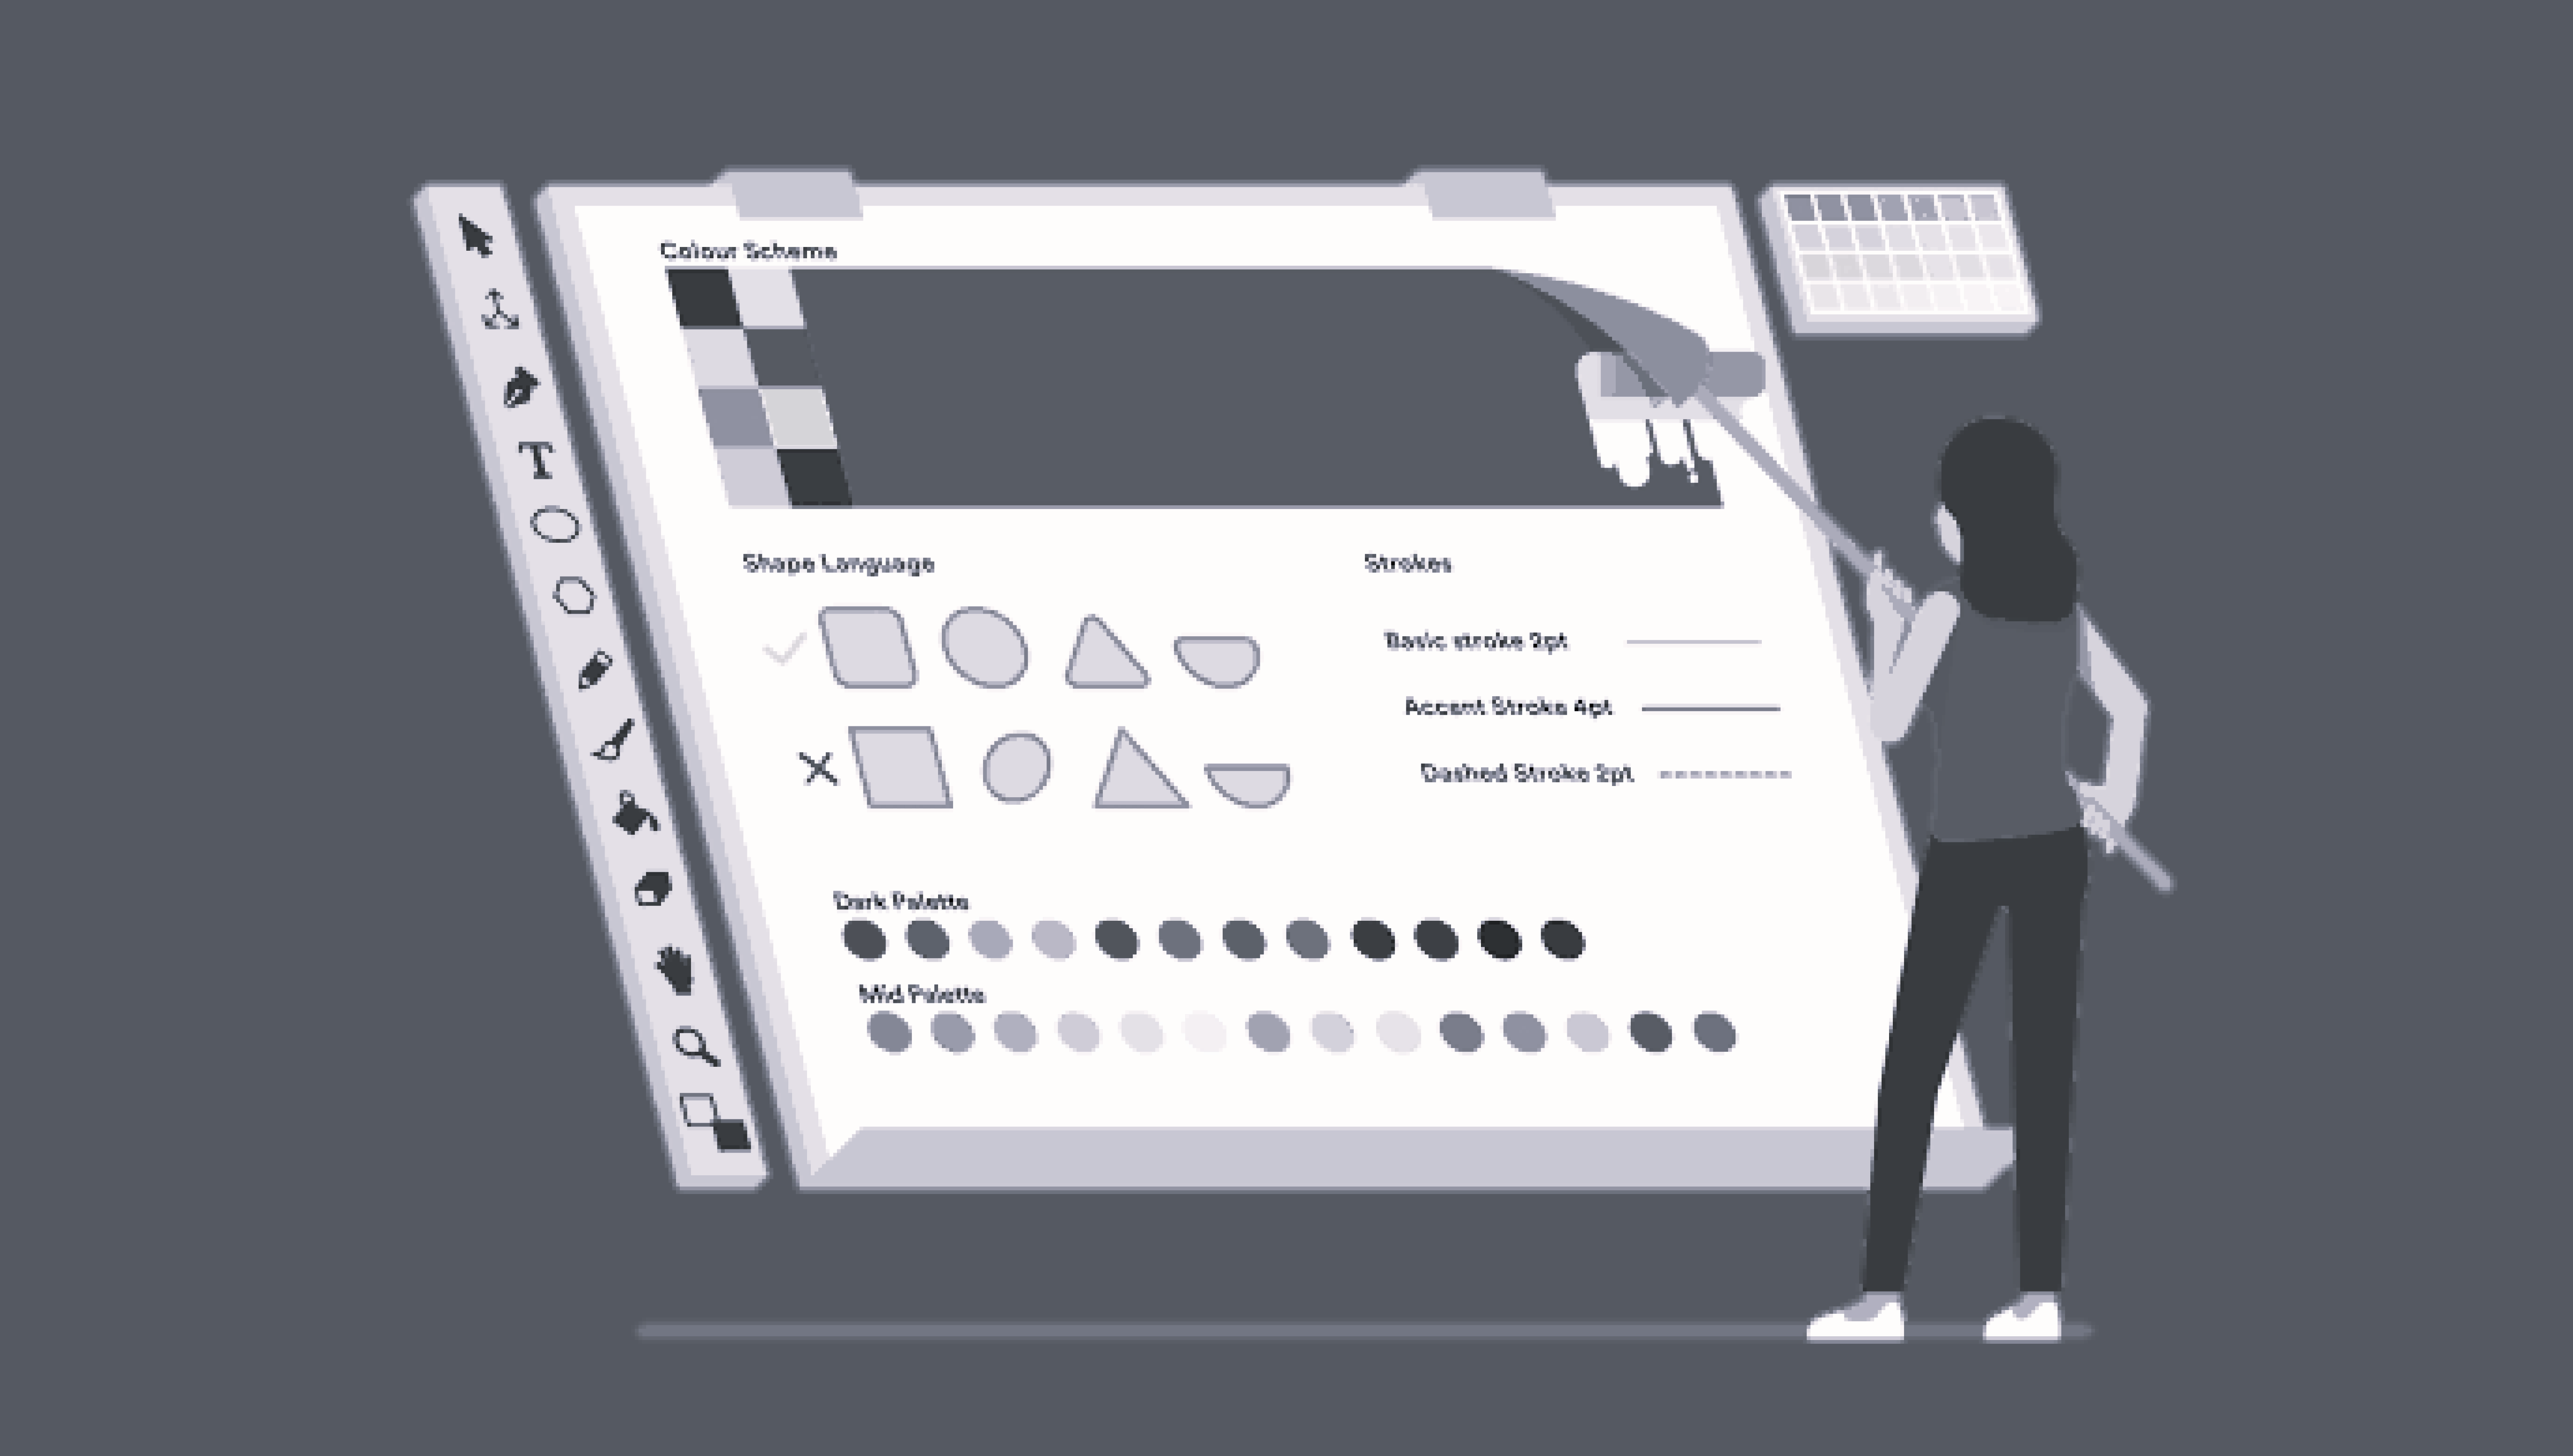 Colour Scheme
T
Shape Language
Strokes
Basic stroke 2pt
Accent Stroke 4pt
Dashed Stroke 2pt
Dark Palette
Mid Palette